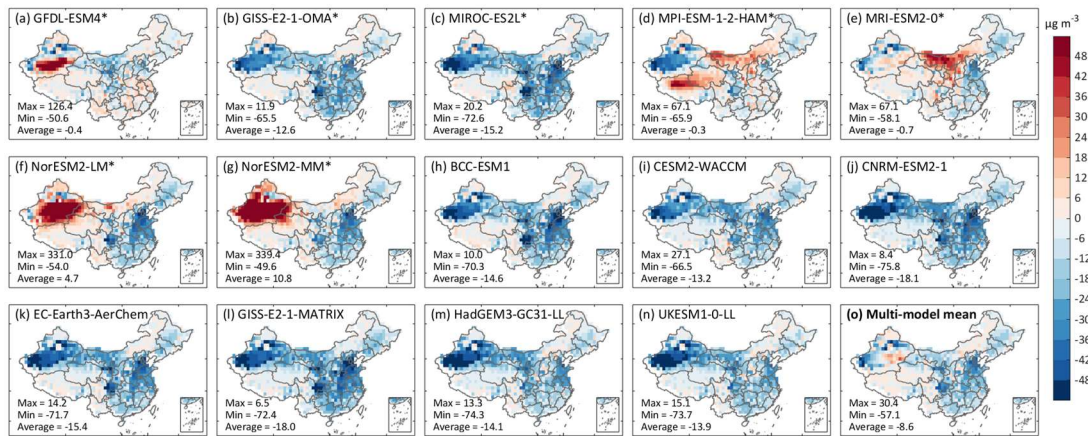 (a) GFDL-ESM4*
Max = 126.4
Min = -50.6
Average = -0.4
(b) GISS-E2-1-OMA*
Max = 11.9
Min = -65.5
Average = -12.6
(c) MIROC-ES2L*
Max = 20.2
Min = -72.6
Average = -15.2
(d) MPI-ESM-1-2-HAM*
Max = 67.1
Min = -65.9
Average = -0.3
(e) MRI-ESM2-0*
Max = 67.1
Min = -58.1
Average = -0.7
(f) NorESM2-LM*
Max = 331.0
Min = -54.0
Average = 4.7
(g) NorESM2-MM*
Max = 339.4
Min = -49.6
Average = 10.8
(h) BCC-ESM1
Max = 10.0
Min = -70.3
Average = -14.6
(i) CESM2-WACCM
Max = 27.1
Min = -66.5
Average = -13.2
(j) CNRM-ESM2-1
Max = 8.4
Min = -75.8
Average = -18.1
(k) EC-Earth3-AerChem
Max = 14.2
Min = -71.7
Average = -15.4
(l) GISS-E2-1-MATRIX
Max = 6.5
Min = -72.4
Average = -18.0
(m) HadGEM3-GC31-LL
Max = 13.3
Min = -74.3
Average = -14.1
(n) UKESM1-0-LL
Max = 15.1
Min = -73.7
Average = -13.9
(o) Multi-model mean
Max = 30.4
Min = -57.1
Average = -8.6
μg m⁻³
48
42
36
30
24
18
12
6
0
-6
-12
-18
-24
-30
-36
-42
-48